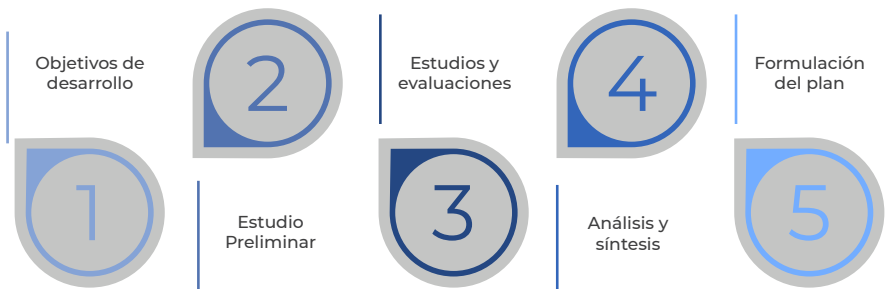 1
Objetivos de
desarrollo
2
Estudio
Preliminar
3
Estudios y
evaluaciones
4
Análisis y
síntesis
5
Formulación
del plan